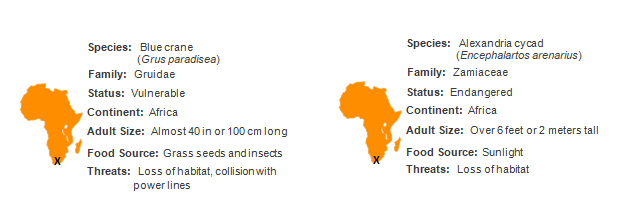 Species: Blue crane
(Grus paradisea)
Family: Gruidae
Status: Vulnerable
Continent: Africa
Adult Size: Almost 40 in or 100 cm long
Food Source: Grass seeds and insects
Threats: Loss of habitat, collision with
power lines
X
Species: Alexandria cycad
(Encephalartos arenarius)
Family: Zamiaceae
Status: Endangered
Continent: Africa
Adult Size: Over 6 feet or 2 meters tall
Food Source: Sunlight
Threats: Loss of habitat
X